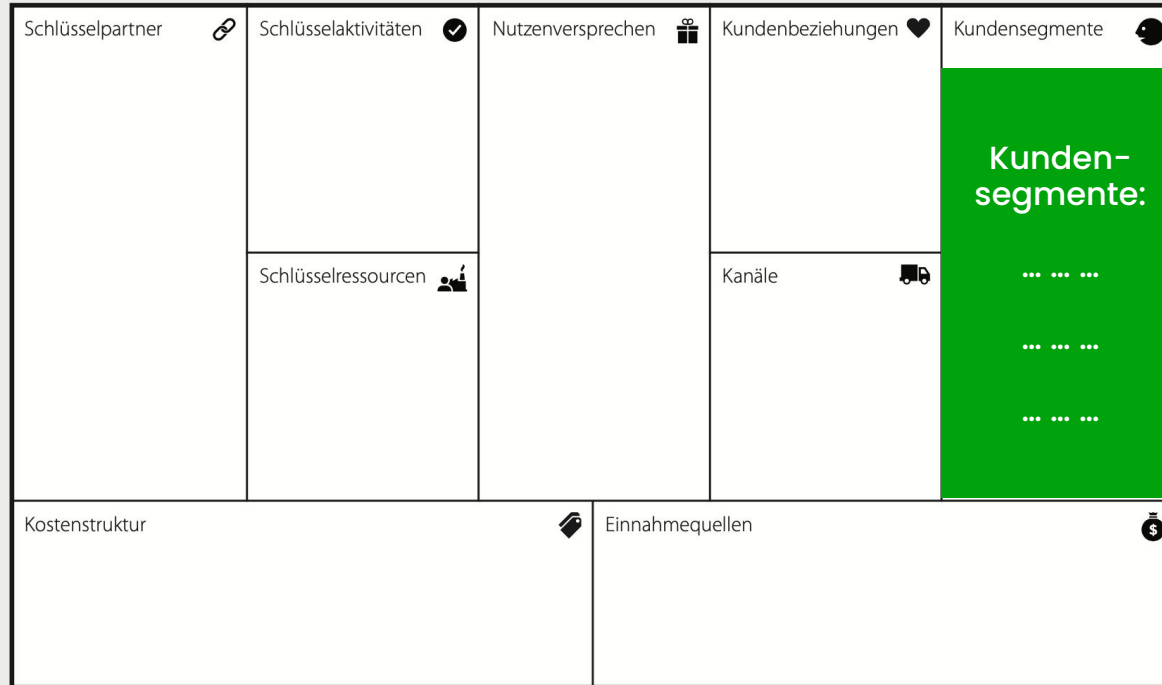 Schlüsselpartner
Schlüsselaktivitäten
Nutzenversprechen
Kundenbeziehungen
Kundensegmente
Kunden-
segmente:
... ... ...
... ... ...
... ... ...
Schlüsselressourcen
Kanäle
Kostenstruktur
Einnahmequellen
$